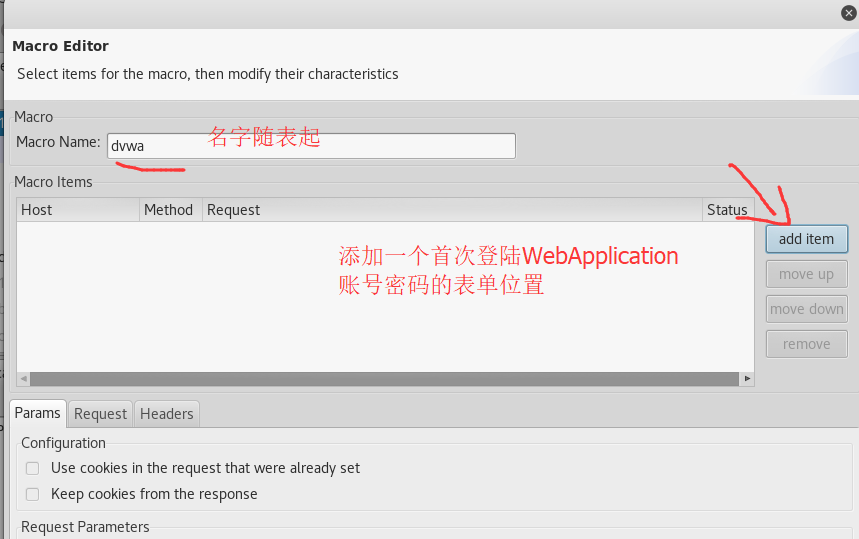 Macro Editor
Select items for the macro, then modify their characteristics
Macro
Macro Name: dvwa 名字随表起
Macro Items
Host Method Request Status
add item
添加一个首次登陆WebApplication
账号密码的表单位置
move up
move down
remove
Params Request Headers
Configuration
Use cookies in the request that were already set
Keep cookies from the response
Request Parameters